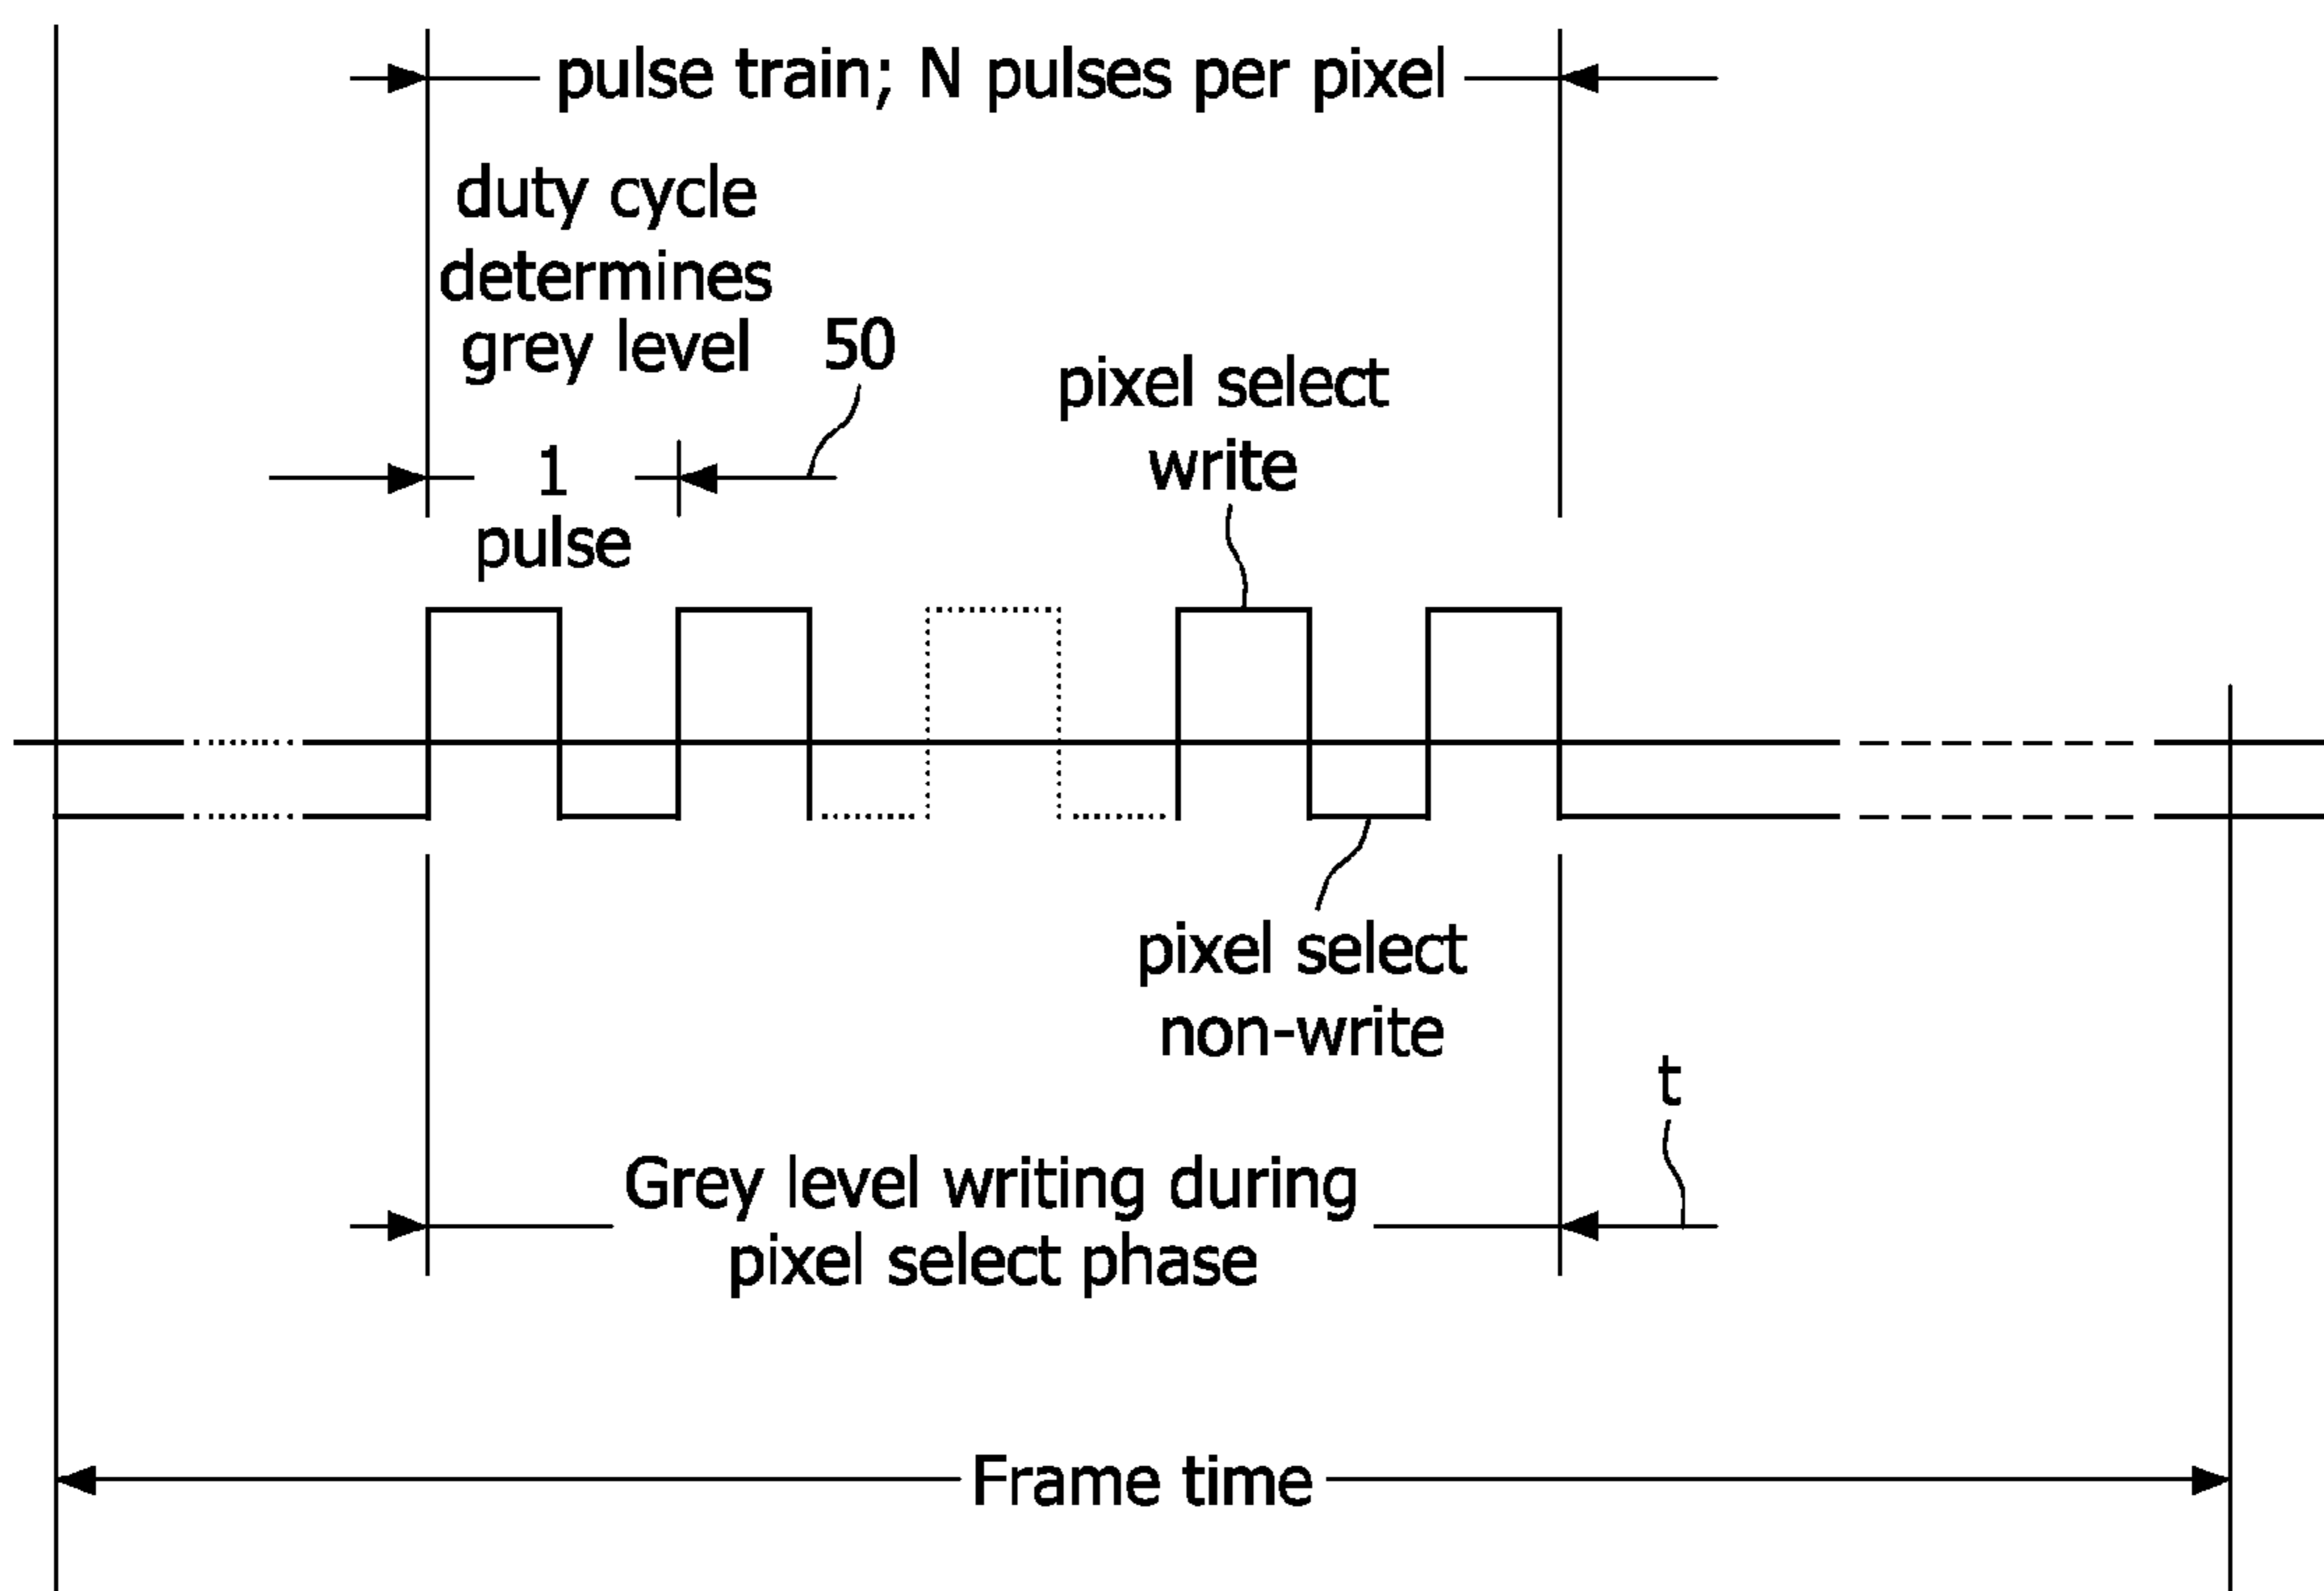 pulse train; N pulses per pixel
duty cycle
determines
grey level
50
1
pulse
pixel select
write
pixel select
non-write
t
Grey level writing during
pixel select phase
Frame time